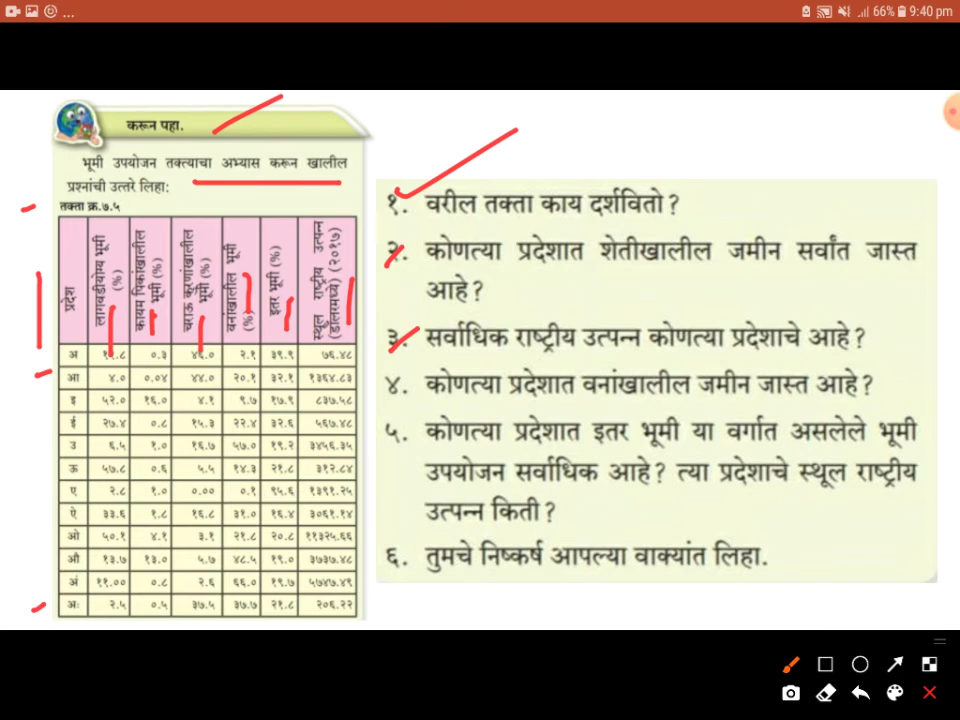 ... 66% 9:40 pm
करून पहा.
भूमी उपयोजन तक्त्याचा अभ्यास करून खालील
प्रश्नांची उत्तरे लिहा:
तक्ता क्र.७.५
प्रदेश लागवडीयोग्य भूमी (%) कायम पिकांखालील भूमी (%) चराऊ कुरणांखालील भूमी (%) वनांखालील भूमी (%) इतर भूमी (%) स्थूल राष्ट्रीय उत्पन्न (डॉलरमध्ये) (२०१७)
अ ०.३ २.१ ३९.९ ७६.४८
आ ४.० ०.०४ ४४.० २०.१ ३२.१ १३६४.८३
इ ५२.० १६.० ४.१ ९.७ १७.९ ८३७.५८
ई २७.४ ०.८ १५.३ २२.४ ३२.६ ५६७.४८
उ ६.५ १.० १६.७ ५७.० १९.२ ३४५६.३५
ऊ ५७.८ ०.६ ५.५ १४.३ २१.८ ३१२.८४
ए २.८ १.० ०.०० ०.१ ९५.६ १३९१.२५
ऐ ३३.६ १.८ १६.८ ३१.० १६.४ ३०६१.१४
ओ ५०.१ ४.१ ३.१ २१.८ २०.८ ११३२५.६६
औ १३.७ १३.० ५.७ ४८.५ १९.० ३७३७.४८
अं ११.०० ०.८ २.६ ६६.० १९.७ ५७४७.४९
अः २.५ ०.५ ३७.५ ३७.७ २१.८ २०६.२२
१. वरील तक्ता काय दर्शवितो ?
२. कोणत्या प्रदेशात शेतीखालील जमीन सर्वांत जास्त
आहे ?
३. सर्वाधिक राष्ट्रीय उत्पन्न कोणत्या प्रदेशाचे आहे ?
४. कोणत्या प्रदेशात वनांखालील जमीन जास्त आहे ?
५. कोणत्या प्रदेशात इतर भूमी या वर्गात असलेले भूमी
उपयोजन सर्वाधिक आहे ? त्या प्रदेशाचे स्थूल राष्ट्रीय
उत्पन्न किती ?
६. तुमचे निष्कर्ष आपल्या वाक्यांत लिहा.